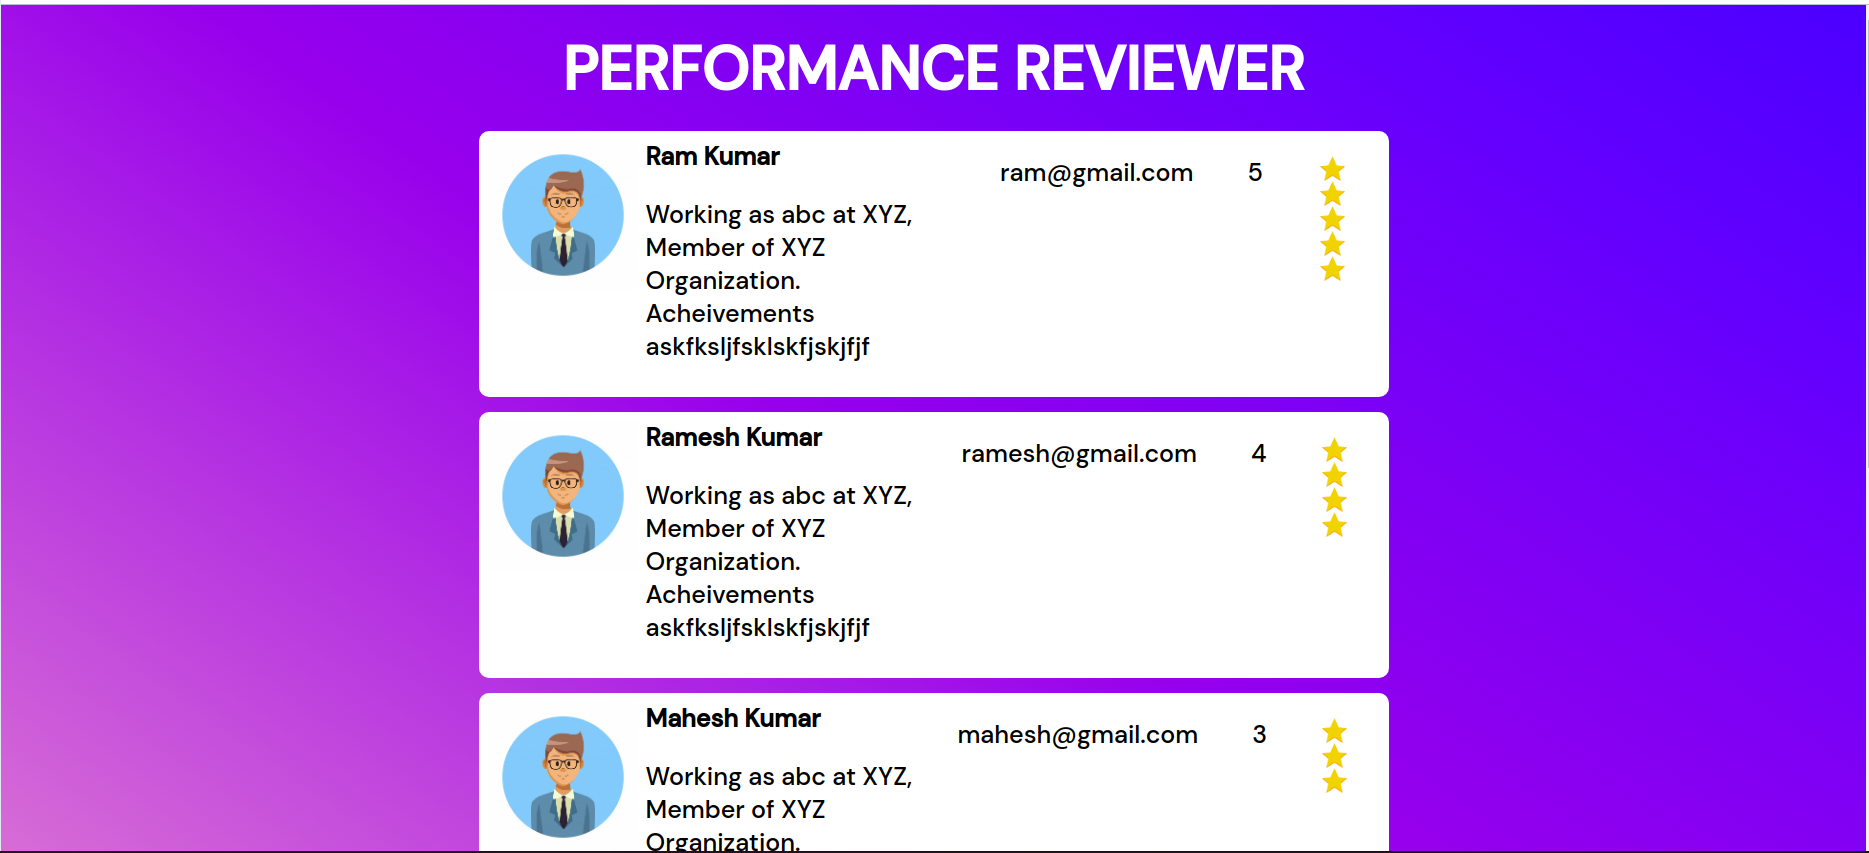 PERFORMANCE REVIEWER
Ram Kumar
ram@gmail.com 5
Working as abc at XYZ,
Member of XYZ
Organization.
Acheivements
askfksljfsklskfjskjfjf
Ramesh Kumar
ramesh@gmail.com 4
Working as abc at XYZ,
Member of XYZ
Organization.
Acheivements
askfksljfsklskfjskjfjf
Mahesh Kumar
mahesh@gmail.com 3
Working as abc at XYZ,
Member of XYZ
Organization.